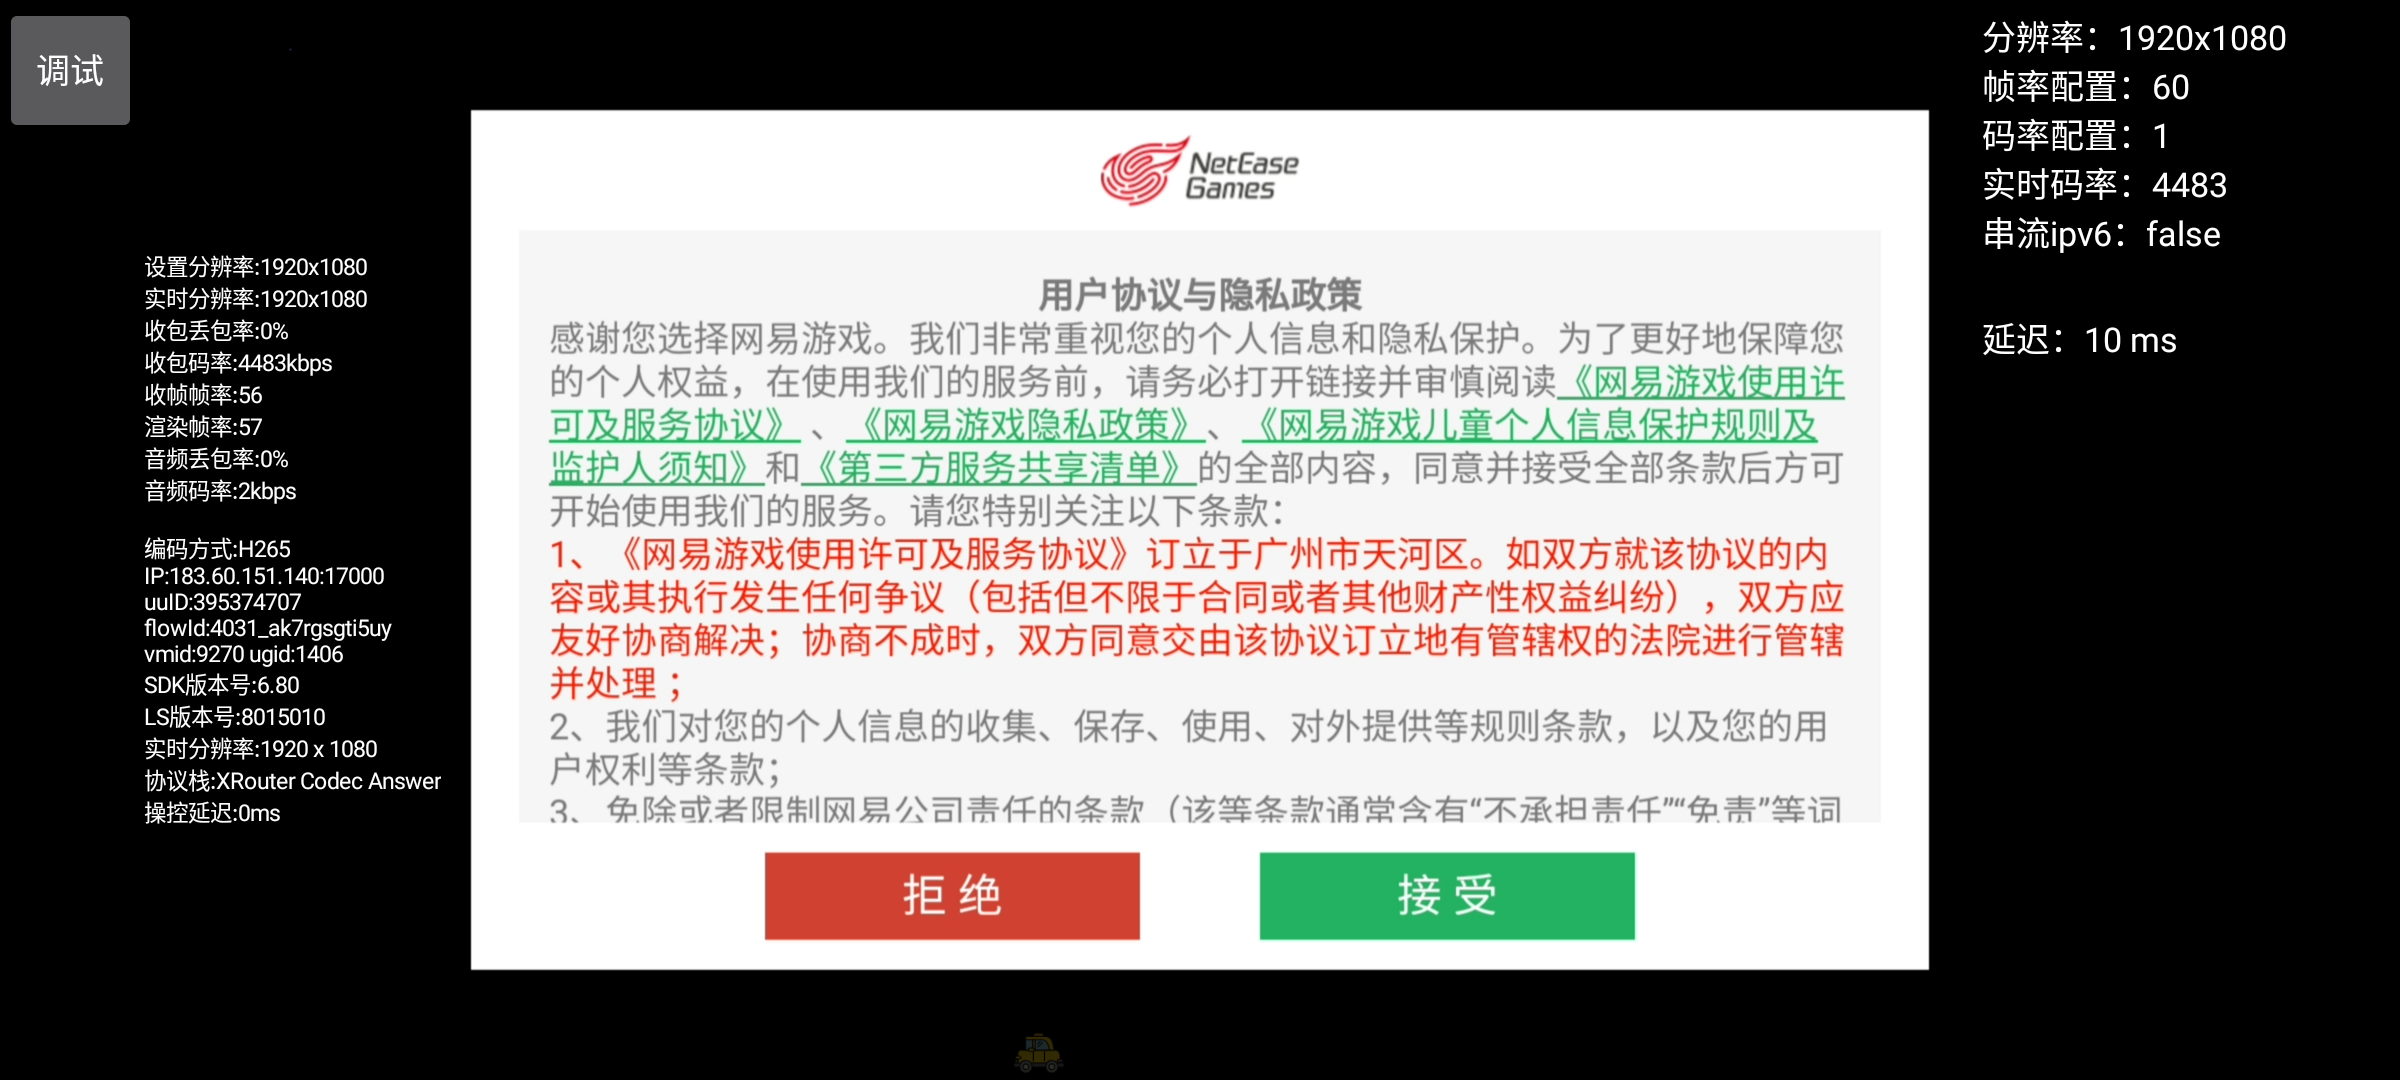 调试
设置分辨率:1920x1080
实时分辨率:1920x1080
收包丢包率:0%
收包码率:4483kbps
收帧帧率:56
渲染帧率:57
音频丢包率:0%
音频码率:2kbps
编码方式:H265
IP:183.60.151.140:17000
uuID:395374707
flowId:4031_ak7rgsgti5uy
vmid:9270 ugid:1406
SDK版本号:6.80
LS版本号:8015010
实时分辨率:1920 x 1080
协议栈:XRouter Codec Answer
操控延迟:0ms
NetEase
Games
用户协议与隐私政策
感谢您选择网易游戏。我们非常重视您的个人信息和隐私保护。为了更好地保障您
的个人权益，在使用我们的服务前，请务必打开链接并审慎阅读《网易游戏使用许
可及服务协议》、《网易游戏隐私政策》、《网易游戏儿童个人信息保护规则及
监护人须知》和《第三方服务共享清单》的全部内容，同意并接受全部条款后方可
开始使用我们的服务。请您特别关注以下条款：
1、《网易游戏使用许可及服务协议》订立于广州市天河区。如双方就该协议的内
容或其执行发生任何争议（包括但不限于合同或者其他财产性权益纠纷），双方应
友好协商解决；协商不成时，双方同意交由该协议订立地有管辖权的法院进行管辖
并处理；
2、我们对您的个人信息的收集、保存、使用、对外提供等规则条款，以及您的用
户权利等条款；
3、免除或者限制网易公司责任的条款（该等条款通常含有“不承担责任”“免责”等词
拒 绝
接 受
分辨率：1920x1080
帧率配置：60
码率配置：1
实时码率：4483
串流ipv6：false
延迟：10 ms